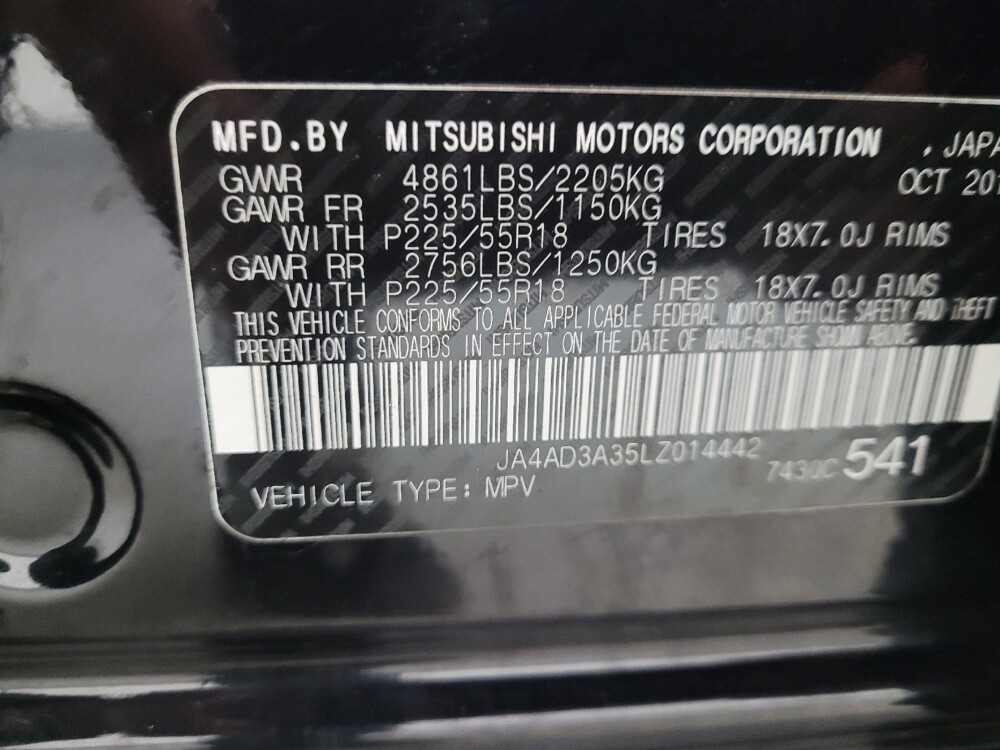 MFD.BY MITSUBISHI MOTORS CORPORATION , JAPA
GVWR 4861LBS/2205KG OCT 20
GAWR FR 2535LBS/1150KG
WITH P225/55R18 TIRES 18X7.0J RIMS
GAWR RR 2756LBS/1250KG
WITH P225/55R18 TIRES 18X7.0J RIMS
THIS VEHICLE CONFORMS TO ALL APPLICABLE FEDERAL MOTOR VEHICLE SAFETY AND THEFT
PREVENTION STANDARDS IN EFFECT ON THE DATE OF MANUFACTURE SHOWN ABOVE.
JA4AD3A35LZ014442 7430C 541
VEHICLE TYPE: MPV